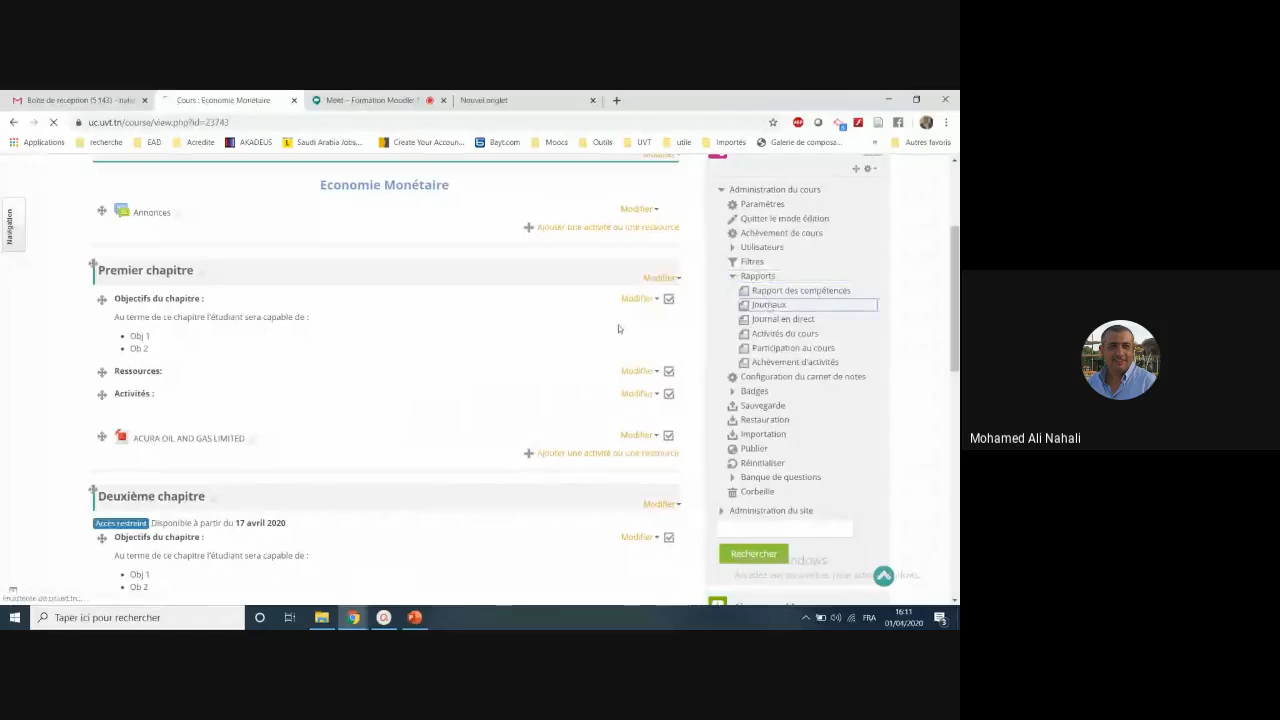 Boîte de réception (5 143) - nahal
Cours : Economie Monétaire
Meet – Formation Moodle:
Nouvel onglet
uc.uvt.tn/course/view.php?id=23743
Applications
recherche
EAD
Acredite
AKADEUS
Saudi Arabia Jobs...
Create Your Accoun...
Bayt.com
Moocs
Outils
UVT
utile
Importés
Galerie de composa...
Autres favoris
Navigation
Modifier
Economie Monétaire
Annonces
Modifier
Ajouter une activité ou une ressource
Premier chapitre
Modifier
Objectifs du chapitre :
Modifier
Au terme de ce chapitre l'étudiant sera capable de :
Obj 1
Ob 2
Ressources:
Modifier
Activités :
Modifier
ACURA OIL AND GAS LIMITED
Modifier
Ajouter une activité ou une ressource
Deuxième chapitre
Modifier
Accès restreint Disponible à partir du 17 avril 2020
Objectifs du chapitre :
Modifier
Au terme de ce chapitre l'étudiant sera capable de :
Obj 1
Ob 2
Administration du cours
Paramètres
Quitter le mode édition
Achèvement de cours
Utilisateurs
Filtres
Rapports
Rapport des compétences
Journaux
Journal en direct
Activités du cours
Participation au cours
Achèvement d'activités
Configuration du carnet de notes
Badges
Sauvegarde
Restauration
Importation
Publier
Réinitialiser
Banque de questions
Corbeille
Administration du site
Rechercher
Taper ici pour rechercher
FRA
16:11
01/04/2020
Mohamed Ali Nahali